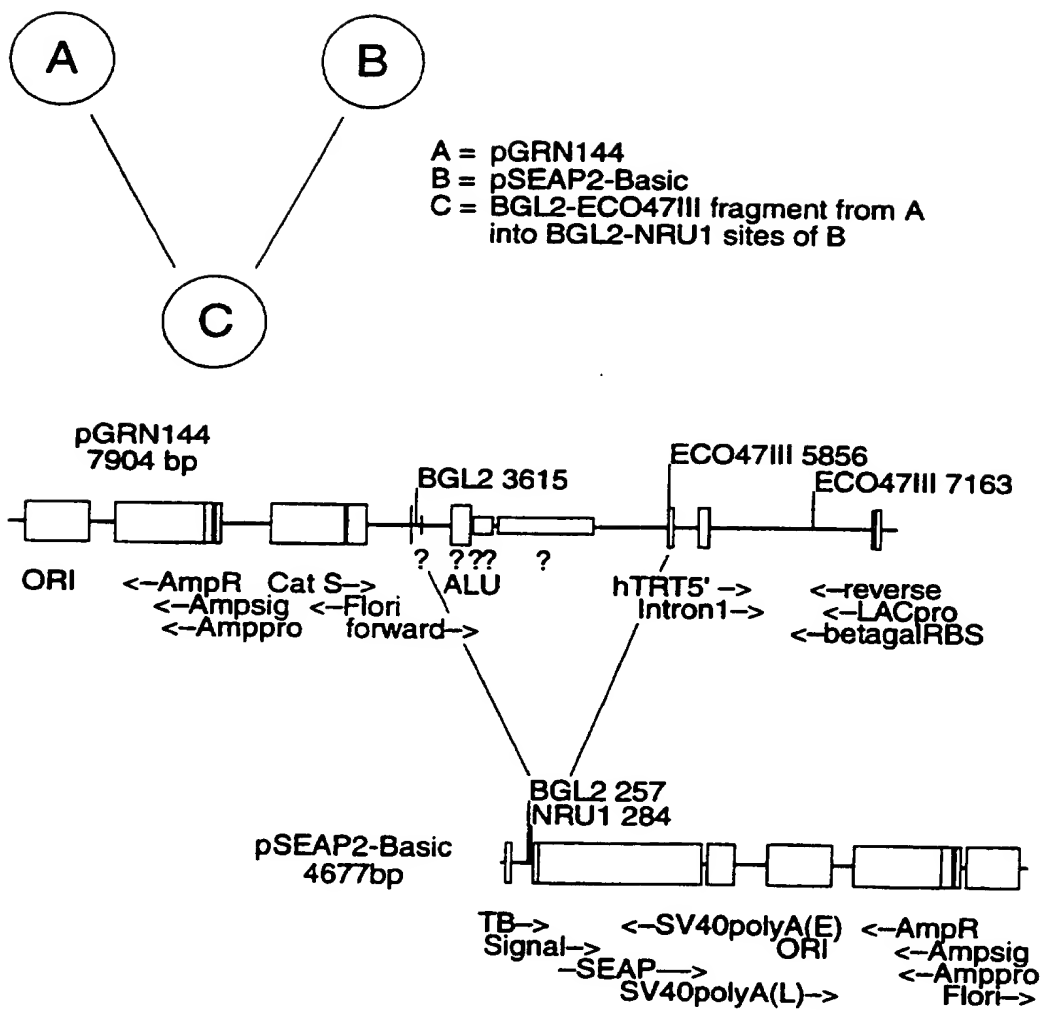 A
B
A = pGRN144
B = pSEAP2-Basic
C = BGL2-ECO47III fragment from A
into BGL2-NRU1 sites of B
C
pGRN144
7904 bp
BGL2 3615
ECO47III 5856
ECO47III 7163
? ? ?? ?
ORI
<-AmpR
<-Ampsig
<-Amppro
Cat S->
<-Flori
forward->
ALU
hTRT5' ->
Intron1->
<-reverse
<-LACpro
<-betagalRBS
BGL2 257
NRU1 284
pSEAP2-Basic
4677bp
TB->
Signal->
-SEAP->
<-SV40polyA(E)
SV40polyA(L)->
ORI
<-AmpR
<-Ampsig
<-Amppro
Flori->